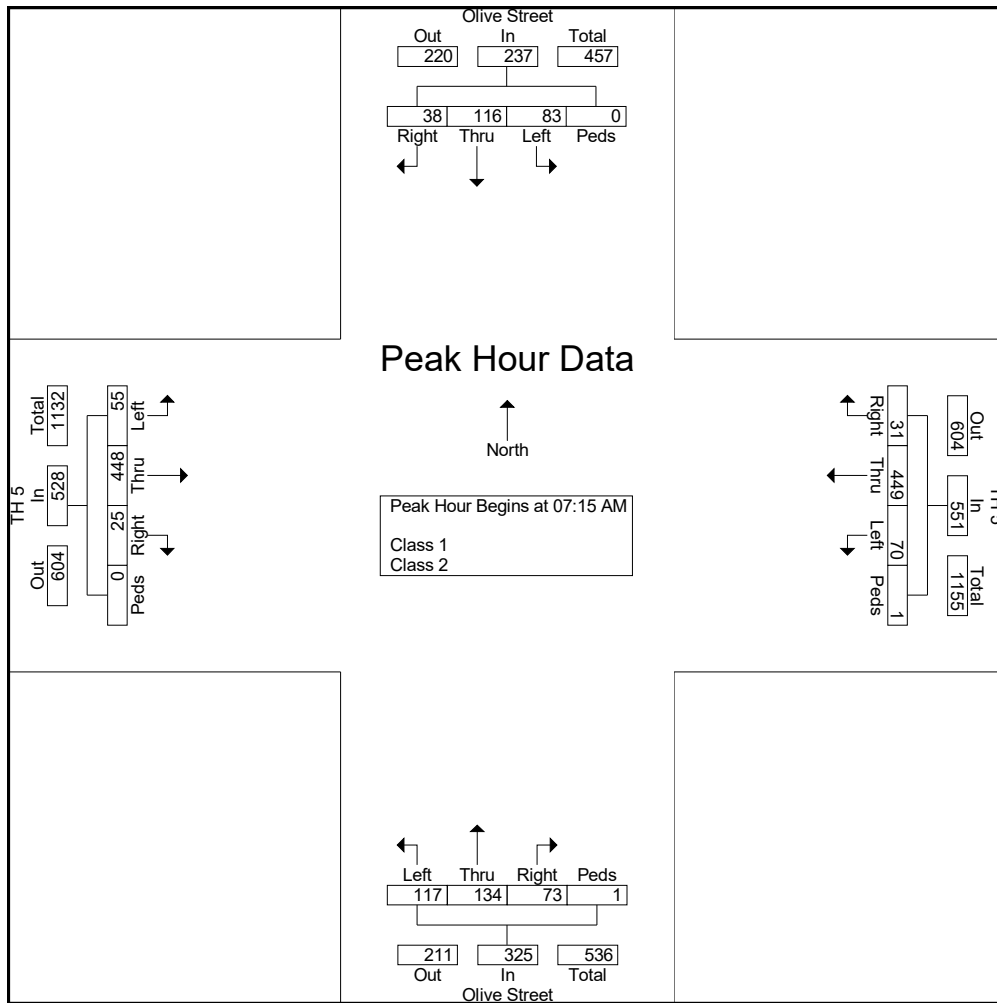 Olive Street
Out In Total
220 237 457
38 116 83 0
Right Thru Left Peds
Peak Hour Data
North
Peak Hour Begins at 07:15 AM
Class 1
Class 2
TH 5
Total In Out
1132 528 604
55 448 25 0
Left Thru Right Peds
Out In Total
604 551 1155
31 449 70 1
Right Thru Left Peds
Left Thru Right Peds
117 134 73 1
211 325 536
Out In Total
Olive Street